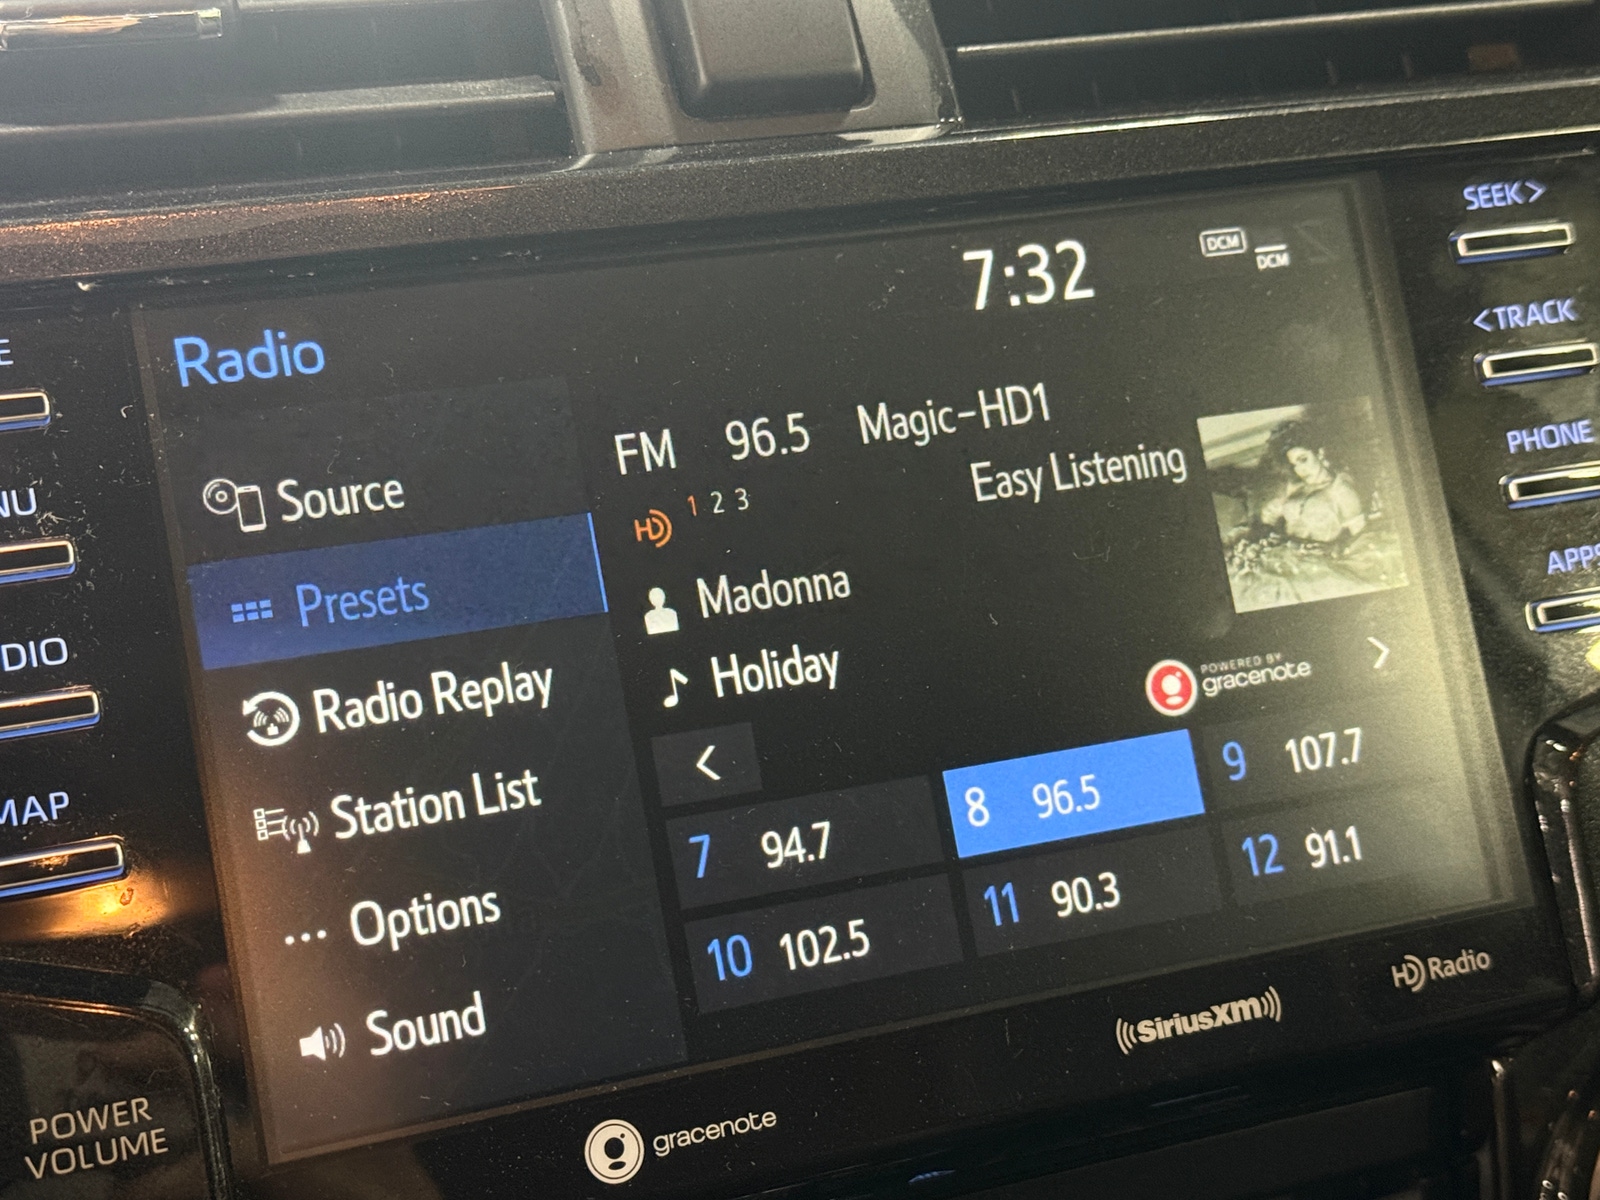 7:32
DCM
DCM
Radio
SEEK>
<TRACK
PHONE
APPS
NU
DIO
MAP
Source
Presets
Radio Replay
Station List
Options
Sound
FM 96.5 Magic-HD1
Easy Listening
HD 1 2 3
Madonna
Holiday
POWERED BY
gracenote
7 94.7
8 96.5
9 107.7
10 102.5
11 90.3
12 91.1
POWER
VOLUME
gracenote
SiriusXM
HD Radio